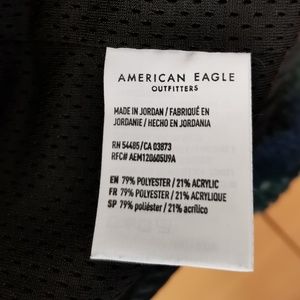 AMERICAN EAGLE
OUTFITTERS
MADE IN JORDAN / FABRIQUÉ EN
JORDANIE / HECHO EN JORDANIA
RN 54485/CA 03873
RFC# AEM120605U9A
EN 79% POLYESTER / 21% ACRYLIC
FR 79% POLYESTER / 21% ACRYLIQUE
SP 79% poliéster / 21% acrílico